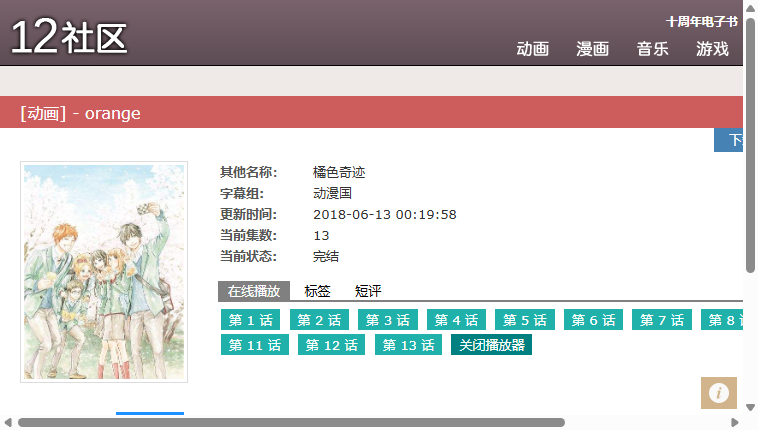 12社区
十周年电子书
动画 漫画 音乐 游戏
[动画] - orange
下
其他名称: 橘色奇迹
字幕组: 动漫国
更新时间: 2018-06-13 00:19:58
当前集数: 13
当前状态: 完结
在线播放 标签 短评
第 1 话 第 2 话 第 3 话 第 4 话 第 5 话 第 6 话 第 7 话 第 8
第 11 话 第 12 话 第 13 话 关闭播放器